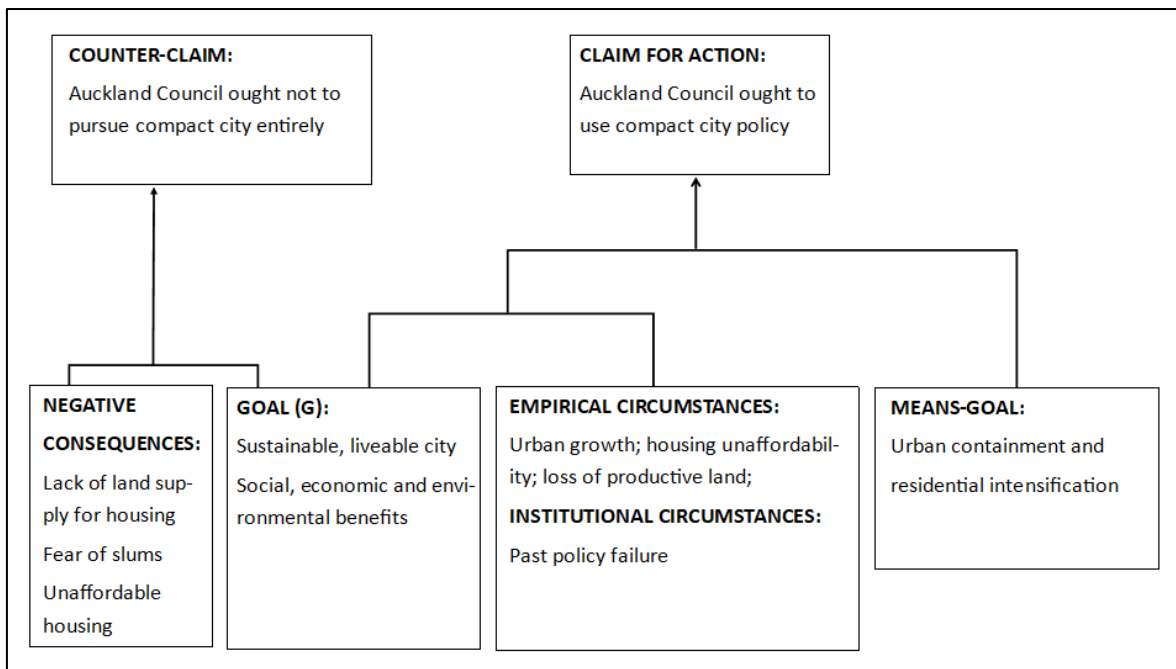 COUNTER-CLAIM:
Auckland Council ought not to
pursue compact city entirely
CLAIM FOR ACTION:
Auckland Council ought to
use compact city policy
NEGATIVE
CONSEQUENCES:
Lack of land sup-
ply for housing
Fear of slums
Unaffordable
housing
GOAL (G):
Sustainable, liveable city
Social, economic and envi-
ronmental benefits
EMPIRICAL CIRCUMSTANCES:
Urban growth; housing unaffordabil-
ity; loss of productive land;
INSTITUTIONAL CIRCUMSTANCES:
Past policy failure
MEANS-GOAL:
Urban containment and
residential intensification